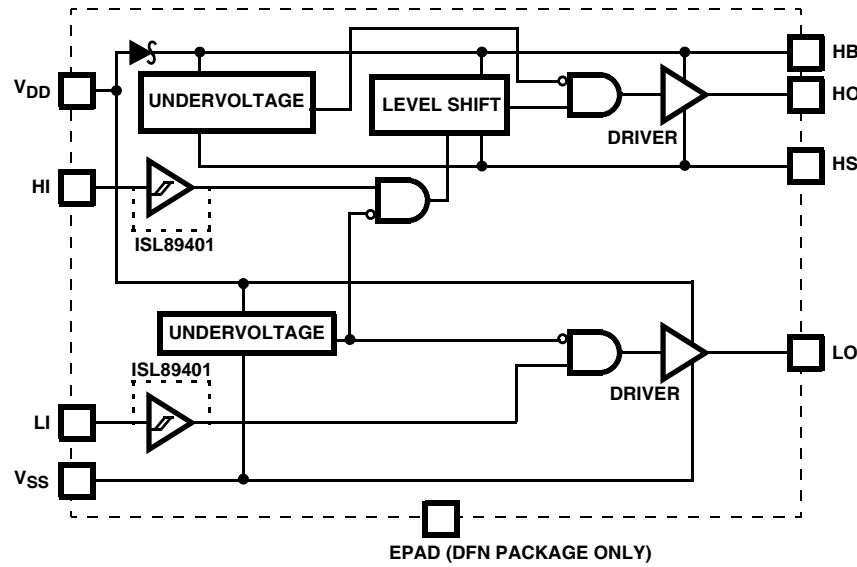 HB
VDD
UNDERVOLTAGE
LEVEL SHIFT
HO
DRIVER
HS
HI
ISL89401
UNDERVOLTAGE
LO
ISL89401
DRIVER
LI
VSS
EPAD (DFN PACKAGE ONLY)